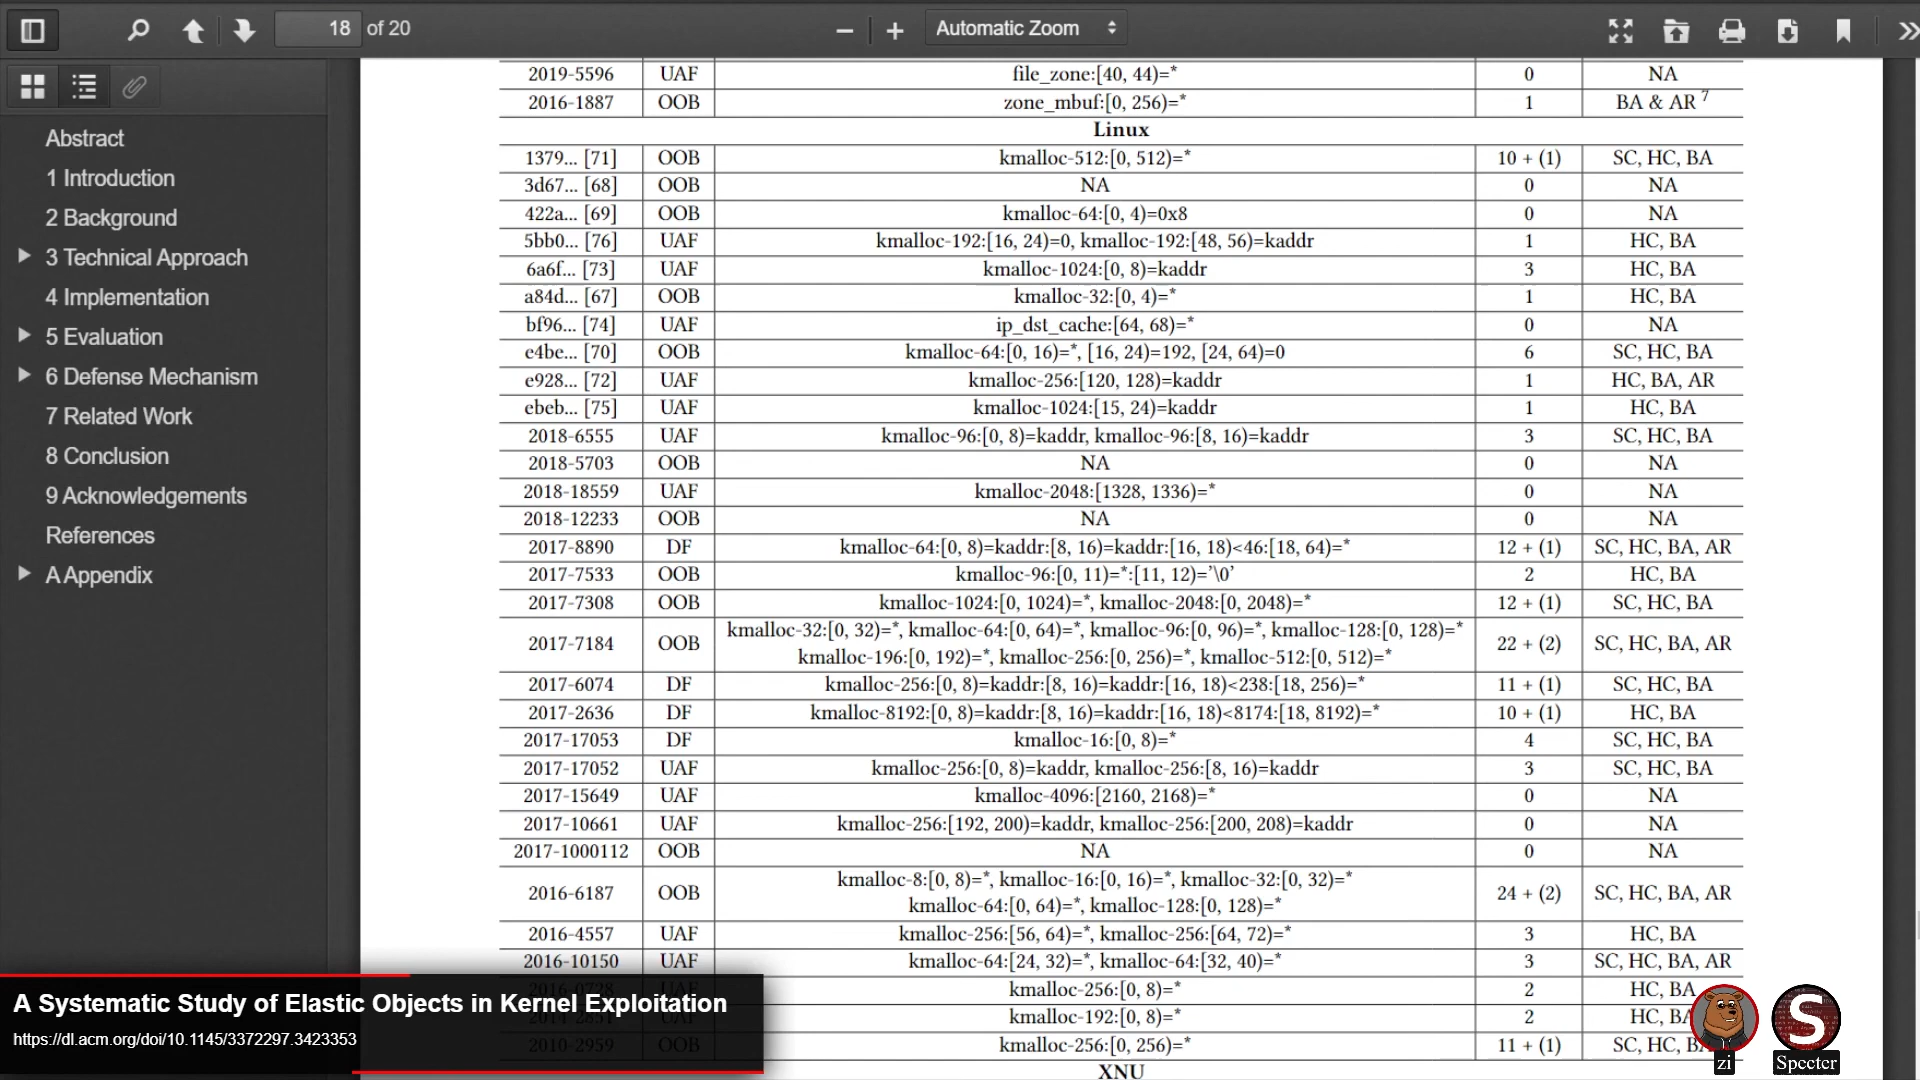 18 of 20
Automatic Zoom
Abstract
1 Introduction
2 Background
3 Technical Approach
4 Implementation
5 Evaluation
6 Defense Mechanism
7 Related Work
8 Conclusion
9 Acknowledgements
References
A Appendix
2019-5596 UAF file_zone:[40, 44)=* 0 NA
2016-1887 OOB zone_mbuf:[0, 256)=* 1 BA & AR 7
Linux
1379... [71] OOB kmalloc-512:[0, 512)=* 10 + (1) SC, HC, BA
3d67... [68] OOB NA 0 NA
422a... [69] OOB kmalloc-64:[0, 4)=0x8 0 NA
5bb0... [76] UAF kmalloc-192:[16, 24)=0, kmalloc-192:[48, 56)=kaddr 1 HC, BA
6a6f... [73] UAF kmalloc-1024:[0, 8)=kaddr 3 HC, BA
a84d... [67] OOB kmalloc-32:[0, 4)=* 1 HC, BA
bf96... [74] UAF ip_dst_cache:[64, 68)=* 0 NA
e4be... [70] OOB kmalloc-64:[0, 16)=*, [16, 24)=192, [24, 64)=0 6 SC, HC, BA
e928... [72] UAF kmalloc-256:[120, 128)=kaddr 1 HC, BA, AR
ebeb... [75] UAF kmalloc-1024:[15, 24)=kaddr 1 HC, BA
2018-6555 UAF kmalloc-96:[0, 8)=kaddr, kmalloc-96:[8, 16)=kaddr 3 SC, HC, BA
2018-5703 OOB NA 0 NA
2018-18559 UAF kmalloc-2048:[1328, 1336)=* 0 NA
2018-12233 OOB NA 0 NA
2017-8890 DF kmalloc-64:[0, 8)=kaddr:[8, 16)=kaddr:[16, 18)<46:[18, 64)=* 12 + (1) SC, HC, BA, AR
2017-7533 OOB kmalloc-96:[0, 11)=*:[11, 12)='\0' 2 HC, BA
2017-7308 OOB kmalloc-1024:[0, 1024)=*, kmalloc-2048:[0, 2048)=* 12 + (1) SC, HC, BA
kmalloc-32:[0, 32)=*, kmalloc-64:[0, 64)=*, kmalloc-96:[0, 96)=*, kmalloc-128:[0, 128)=*
2017-7184 OOB 22 + (2) SC, HC, BA, AR
kmalloc-196:[0, 192)=*, kmalloc-256:[0, 256)=*, kmalloc-512:[0, 512)=*
2017-6074 DF kmalloc-256:[0, 8)=kaddr:[8, 16)=kaddr:[16, 18)<238:[18, 256)=* 11 + (1) SC, HC, BA
2017-2636 DF kmalloc-8192:[0, 8)=kaddr:[8, 16)=kaddr:[16, 18)<8174:[18, 8192)=* 10 + (1) HC, BA
2017-17053 DF kmalloc-16:[0, 8)=* 4 SC, HC, BA
2017-17052 UAF kmalloc-256:[0, 8)=kaddr, kmalloc-256:[8, 16)=kaddr 3 SC, HC, BA
2017-15649 UAF kmalloc-4096:[2160, 2168)=* 0 NA
2017-10661 UAF kmalloc-256:[192, 200)=kaddr, kmalloc-256:[200, 208)=kaddr 0 NA
2017-1000112 OOB NA 0 NA
kmalloc-8:[0, 8)=*, kmalloc-16:[0, 16)=*, kmalloc-32:[0, 32)=*
2016-6187 OOB 24 + (2) SC, HC, BA, AR
kmalloc-64:[0, 64)=*, kmalloc-128:[0, 128)=*
2016-4557 UAF kmalloc-256:[56, 64)=*, kmalloc-256:[64, 72)=* 3 HC, BA
2016-10150 UAF kmalloc-64:[24, 32)=*, kmalloc-64:[32, 40)=* 3 SC, HC, BA, AR
kmalloc-256:[0, 8)=* 2 HC, BA
kmalloc-192:[0, 8)=* 2 HC, BA
2010-2959 OOB kmalloc-256:[0, 256)=* 11 + (1) SC, HC, BA
XNU
A Systematic Study of Elastic Objects in Kernel Exploitation
https://dl.acm.org/doi/10.1145/3372297.3423353
zi
S
Specter